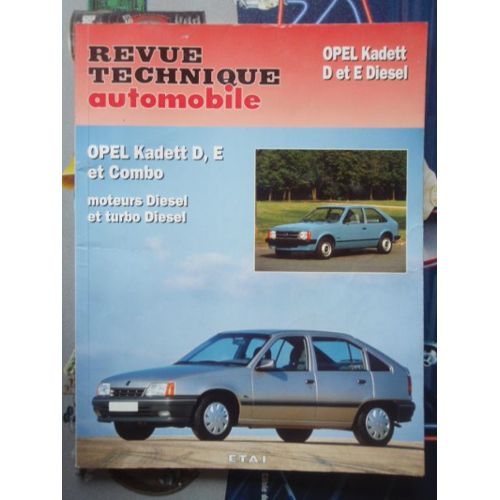 REVUE
TECHNIQUE
automobile
OPEL Kadett
D et E Diesel
OPEL Kadett D, E
et Combo
moteurs Diesel
et turbo Diesel
ETAI